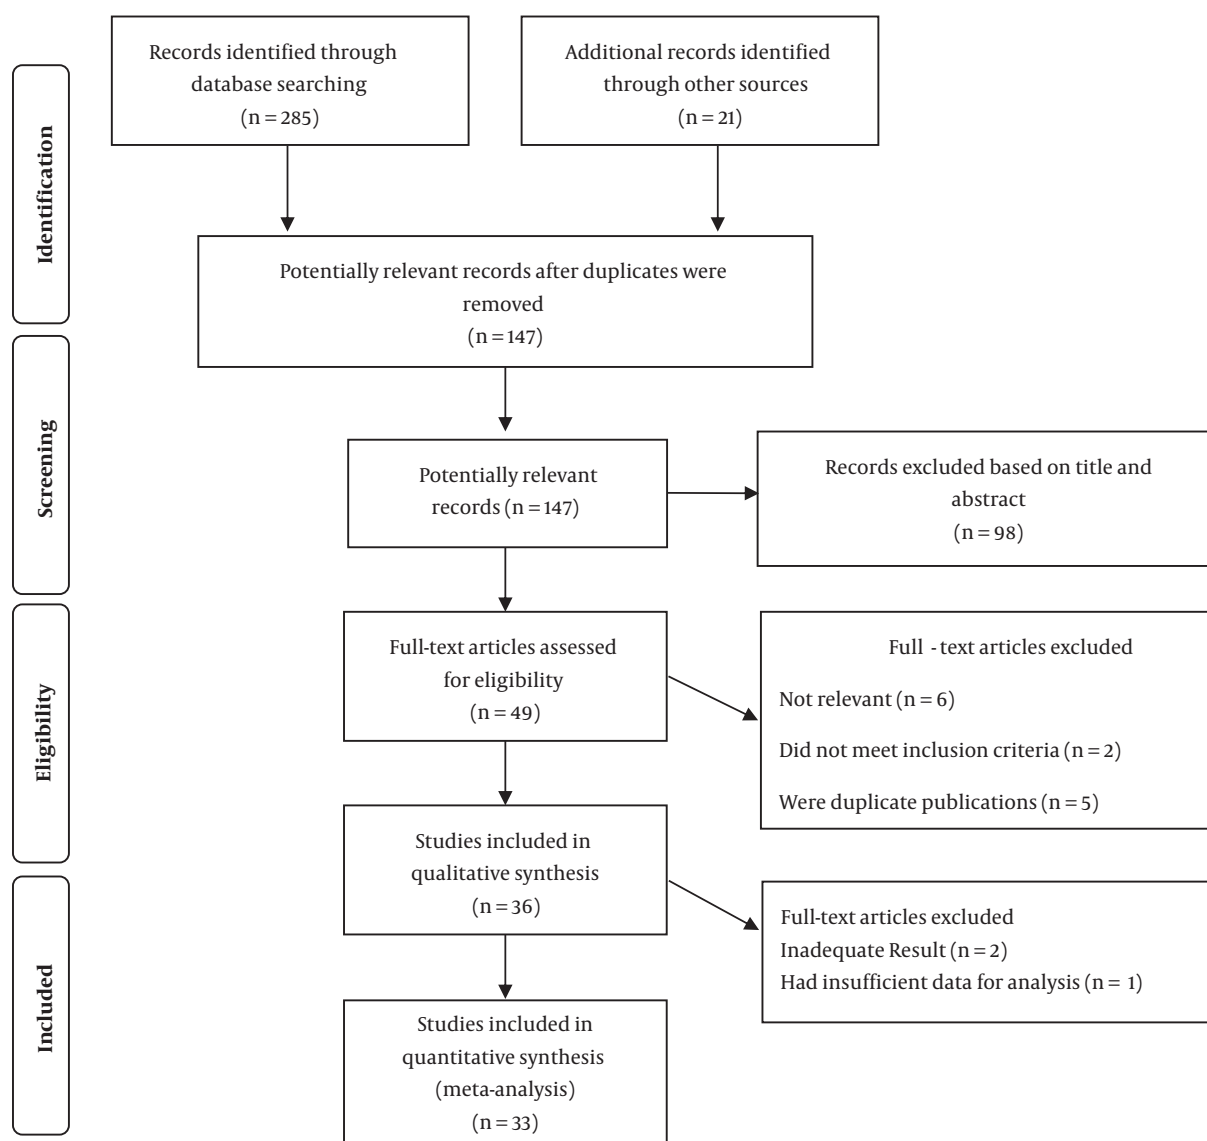 Records identified through
database searching
(n = 285)
Additional records identified
through other sources
(n = 21)
Identification
Potentially relevant records after duplicates were
removed
(n = 147)
Screening
Potentially relevant
records (n = 147)
Records excluded based on title and
abstract
(n = 98)
Eligibility
Full-text articles assessed
for eligibility
(n = 49)
Full - text articles excluded
Not relevant (n = 6)
Did not meet inclusion criteria (n = 2)
Were duplicate publications (n = 5)
Studies included in
qualitative synthesis
(n = 36)
Included
Full-text articles excluded
Inadequate Result (n = 2)
Had insufficient data for analysis (n = 1)
Studies included in
quantitative synthesis
(meta-analysis)
(n = 33)